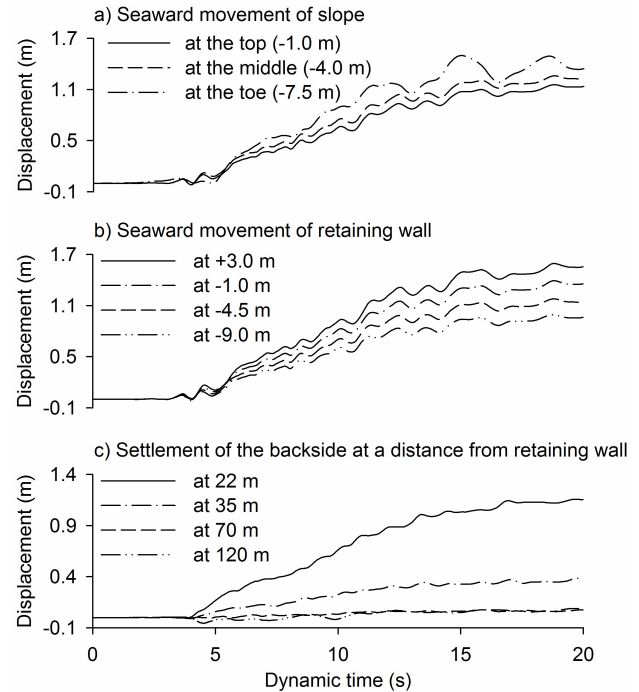 a) Seaward movement of slope
Displacement (m)
1.7
1.1
0.5
-0.1
at the top (-1.0 m)
at the middle (-4.0 m)
at the toe (-7.5 m)
b) Seaward movement of retaining wall
Displacement (m)
1.7
1.1
0.5
-0.1
at +3.0 m
at -1.0 m
at -4.5 m
at -9.0 m
c) Settlement of the backside at a distance from retaining wall
Displacement (m)
1.4
0.9
0.4
-0.1
at 22 m
at 35 m
at 70 m
at 120 m
0 5 10 15 20
Dynamic time (s)